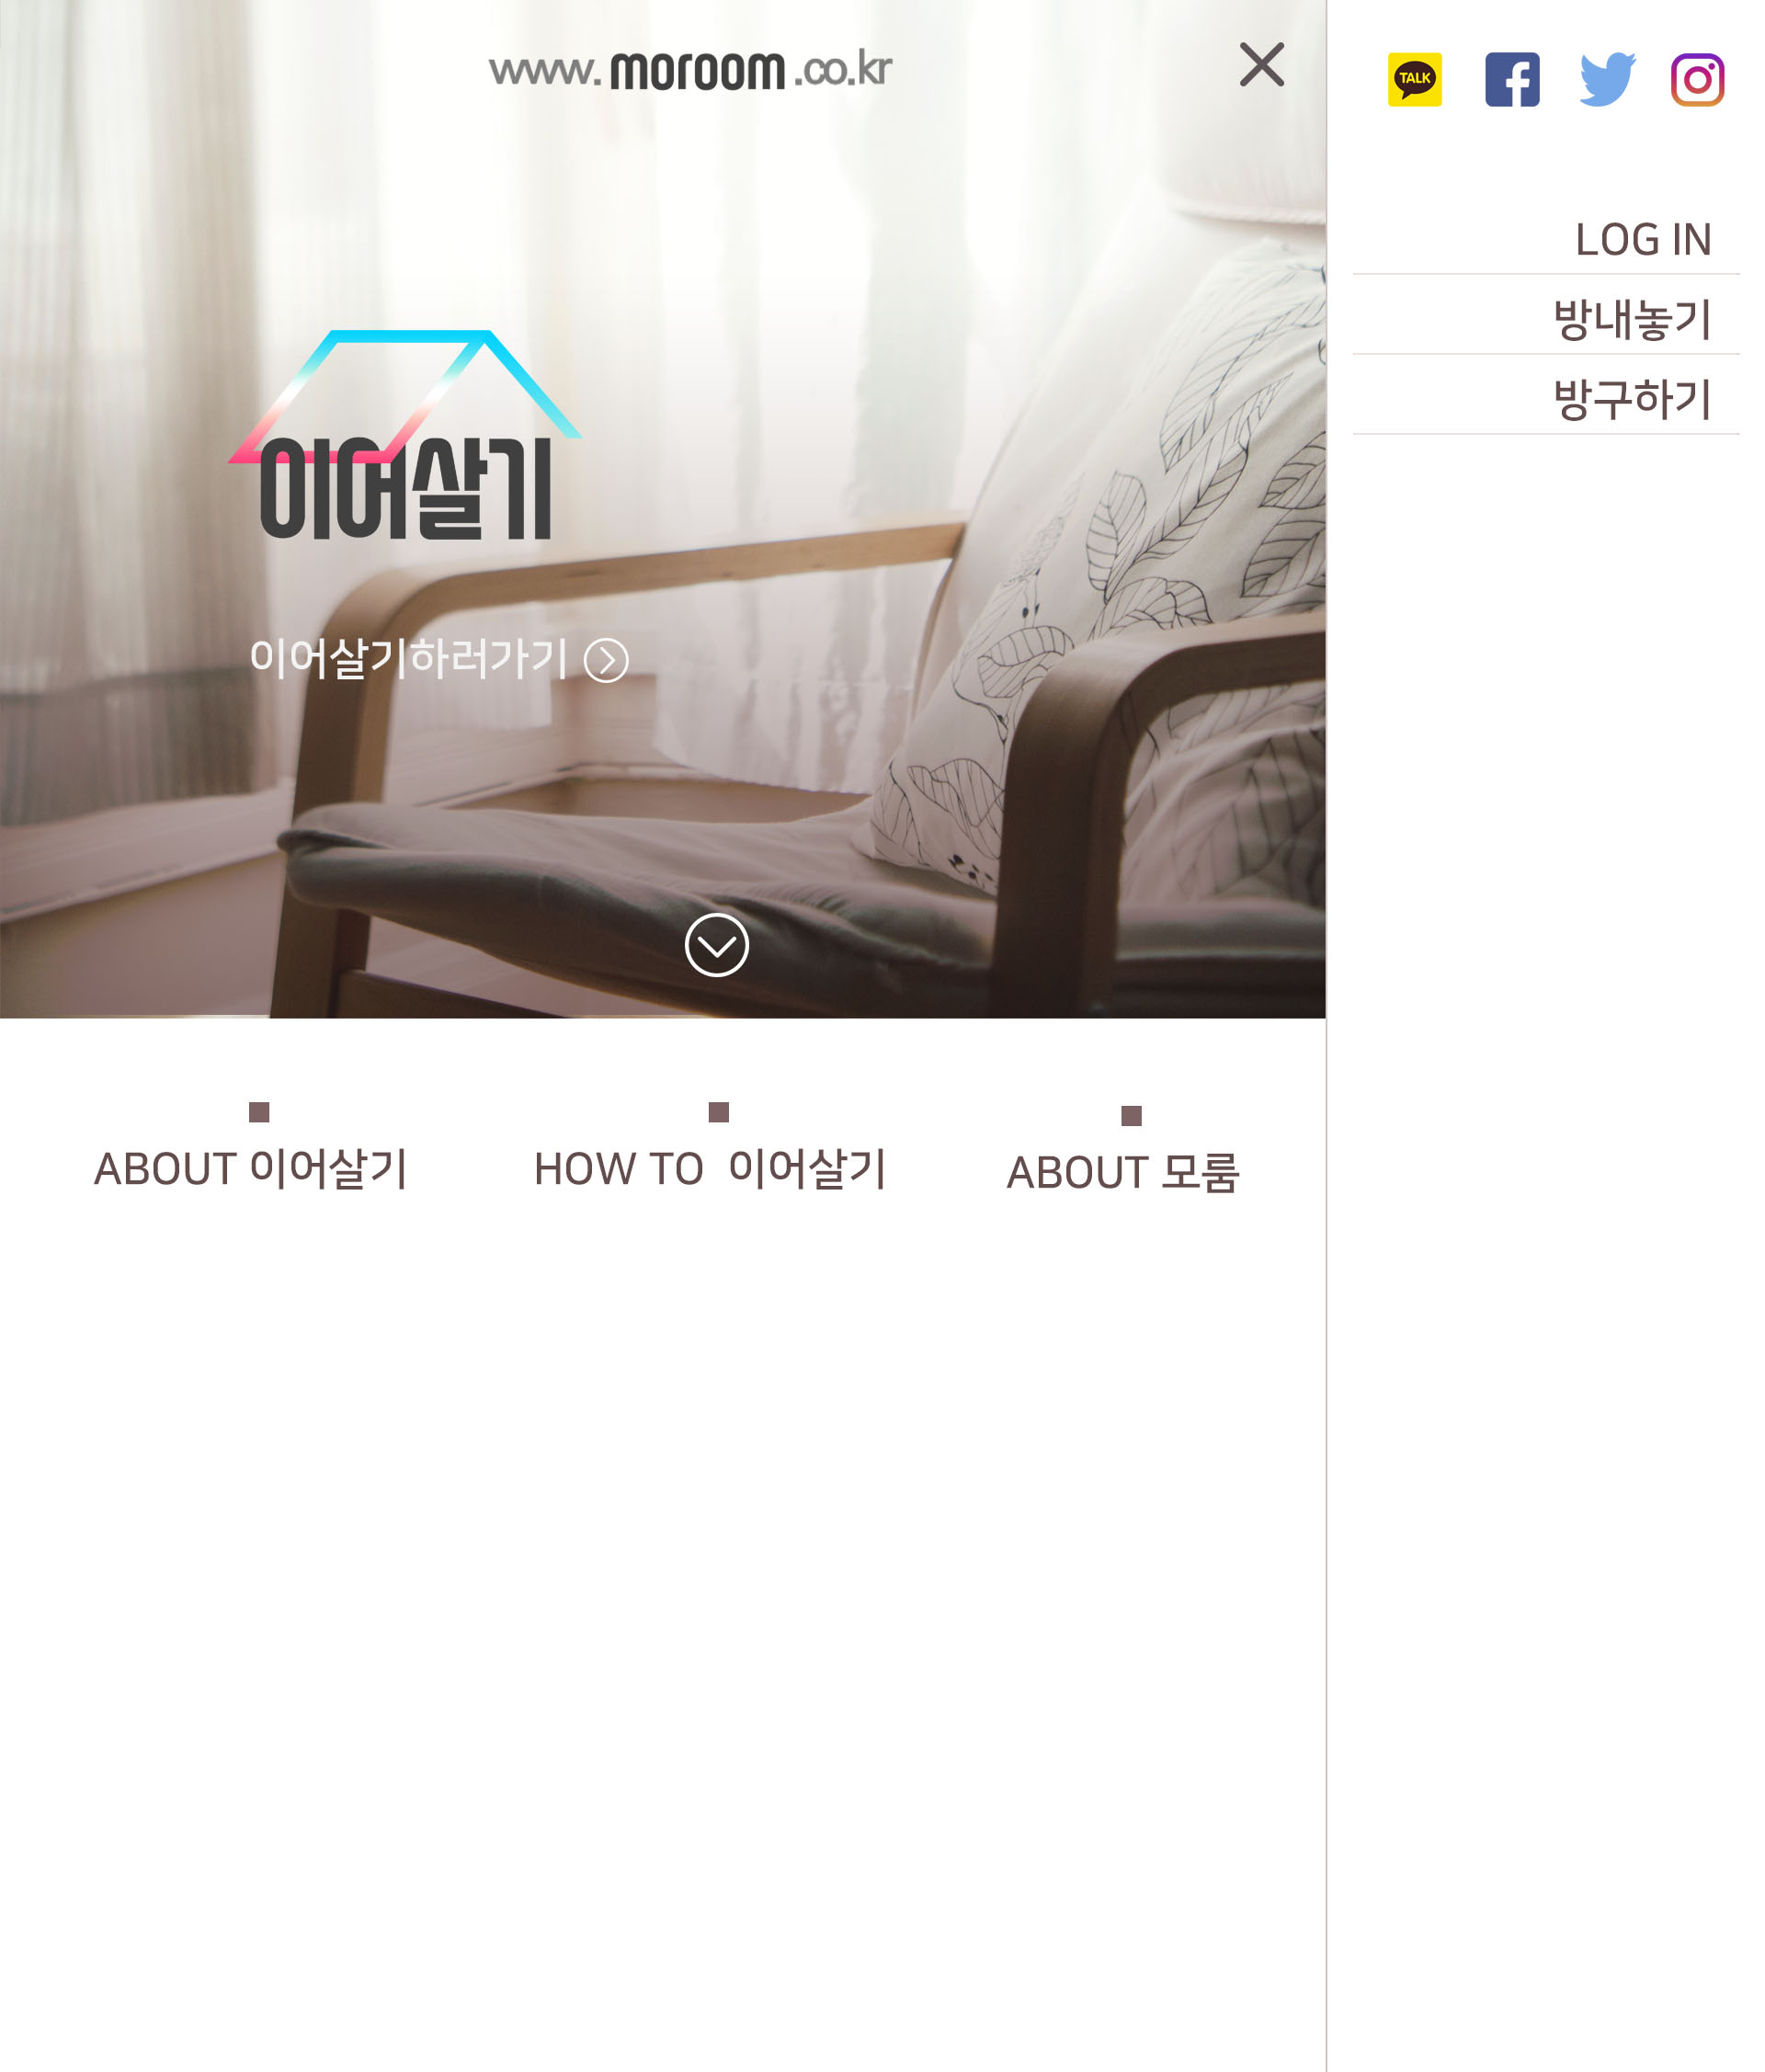 www. moroom .co.kr
TALK
LOG IN
방내놓기
방구하기
이어살기
이어살기하러가기
ABOUT 이어살기
HOW TO 이어살기
ABOUT 모룸